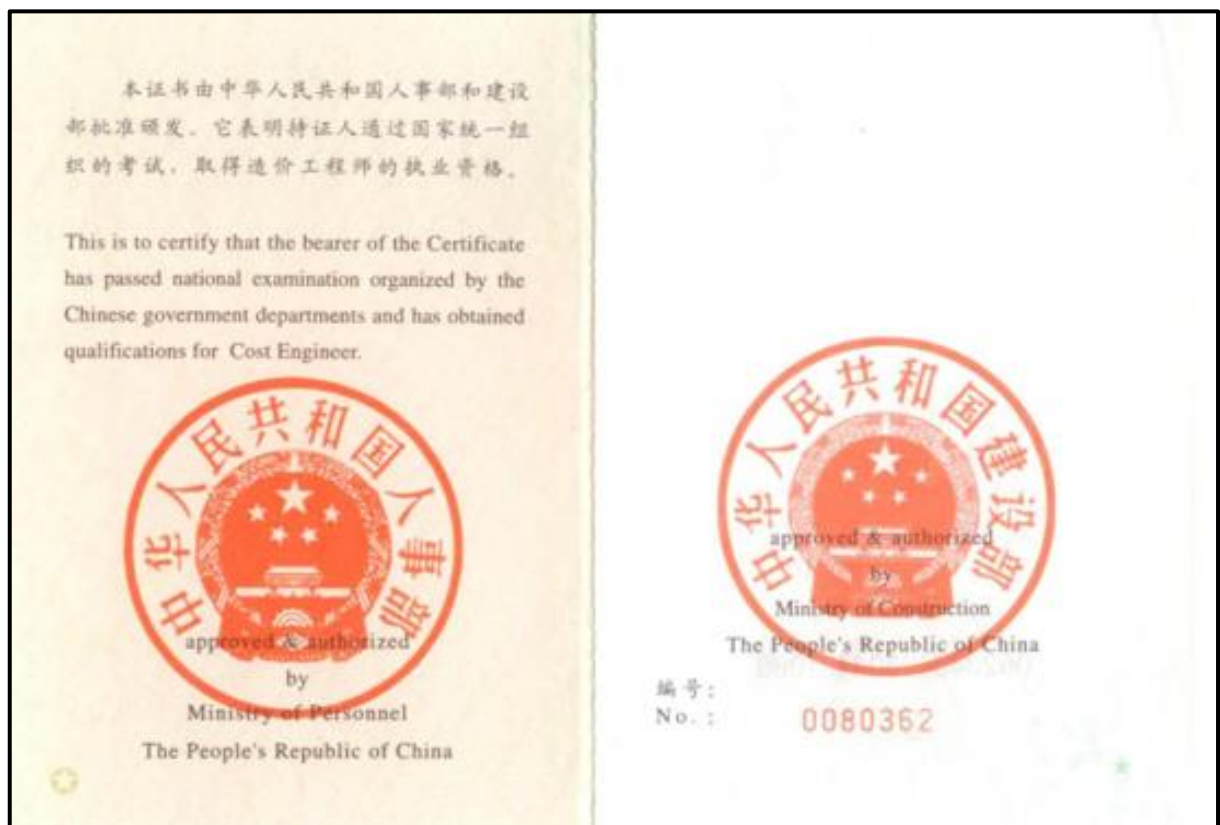 本证书由中华人民共和国人事部和建设
部批准颁发。它表明持证人通过国家统一组
织的考试，取得造价工程师的执业资格。
This is to certify that the bearer of the Certificate
has passed national examination organized by the
Chinese government departments and has obtained
qualifications for Cost Engineer.
中华人民共和国人事部
approved & authorized
by
Ministry of Personnel
The People's Republic of China
中华人民共和国建设部
approved & authorized
by
Ministry of Construction
The People's Republic of China
编号:
No.: 0080362